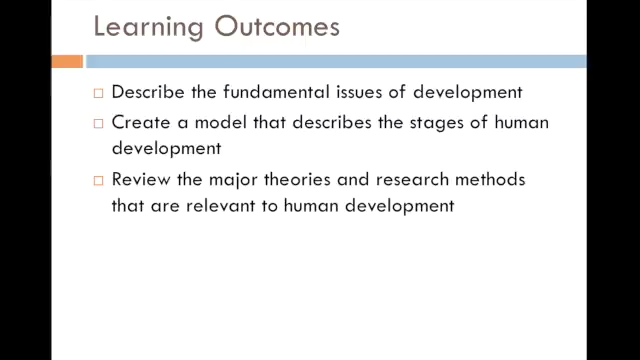 Learning Outcomes
Describe the fundamental issues of development
Create a model that describes the stages of human
development
Review the major theories and research methods
that are relevant to human development